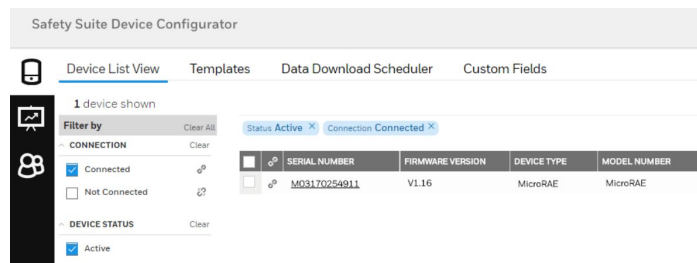 Safety Suite Device Configurator
Device List View Templates Data Download Scheduler Custom Fields
1 device shown
Filter by Clear All
Status Active × Connection Connected ×
CONNECTION Clear
Connected
Not Connected
SERIAL NUMBER FIRMWARE VERSION DEVICE TYPE MODEL NUMBER
M03170254911 V1.16 MicroRAE MicroRAE
DEVICE STATUS Clear
Active